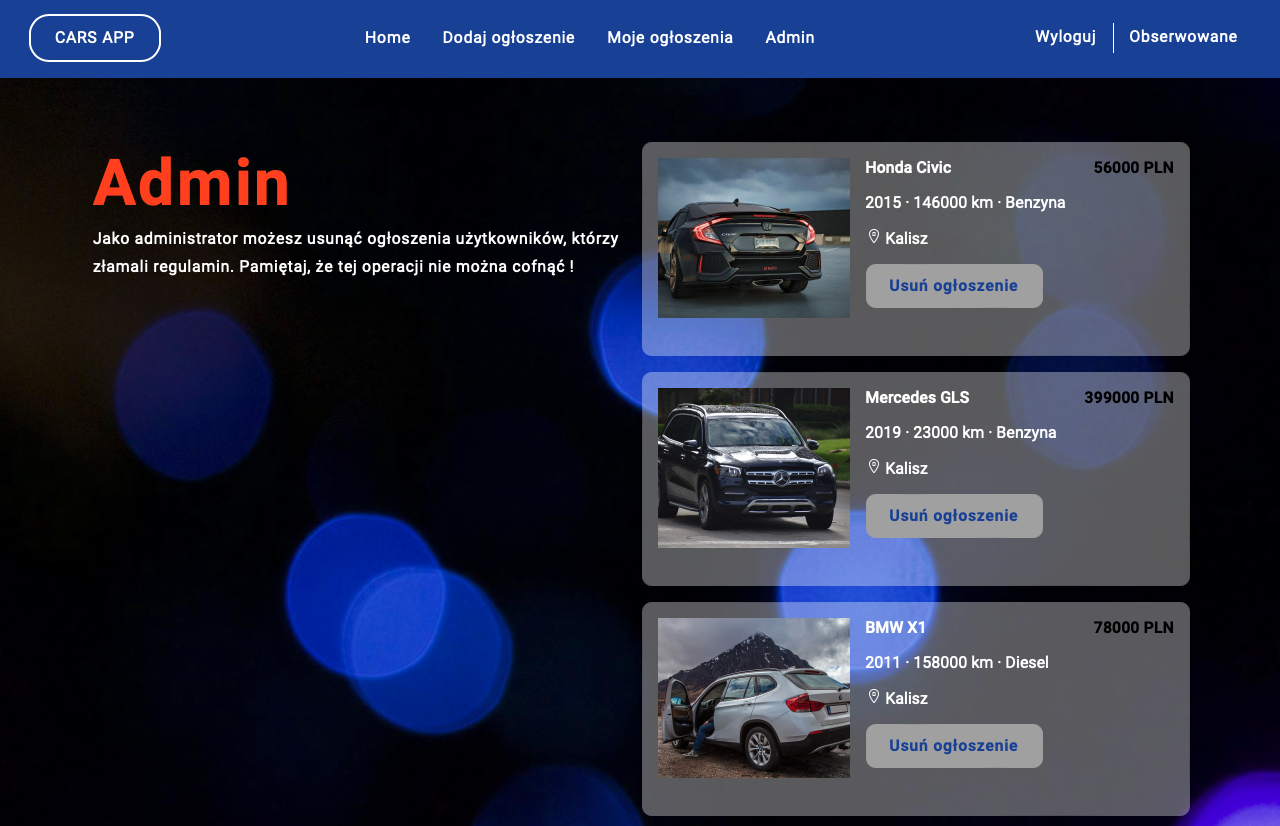 CARS APP
Home
Dodaj ogłoszenie
Moje ogłoszenia
Admin
Wyloguj
Obserwowane
Admin
Jako administrator możesz usunąć ogłoszenia użytkowników, którzy
złamali regulamin. Pamiętaj, że tej operacji nie można cofnąć !
Honda Civic
56000 PLN
2015 · 146000 km · Benzyna
Kalisz
Usuń ogłoszenie
Mercedes GLS
399000 PLN
2019 · 23000 km · Benzyna
Kalisz
Usuń ogłoszenie
BMW X1
78000 PLN
2011 · 158000 km · Diesel
Kalisz
Usuń ogłoszenie